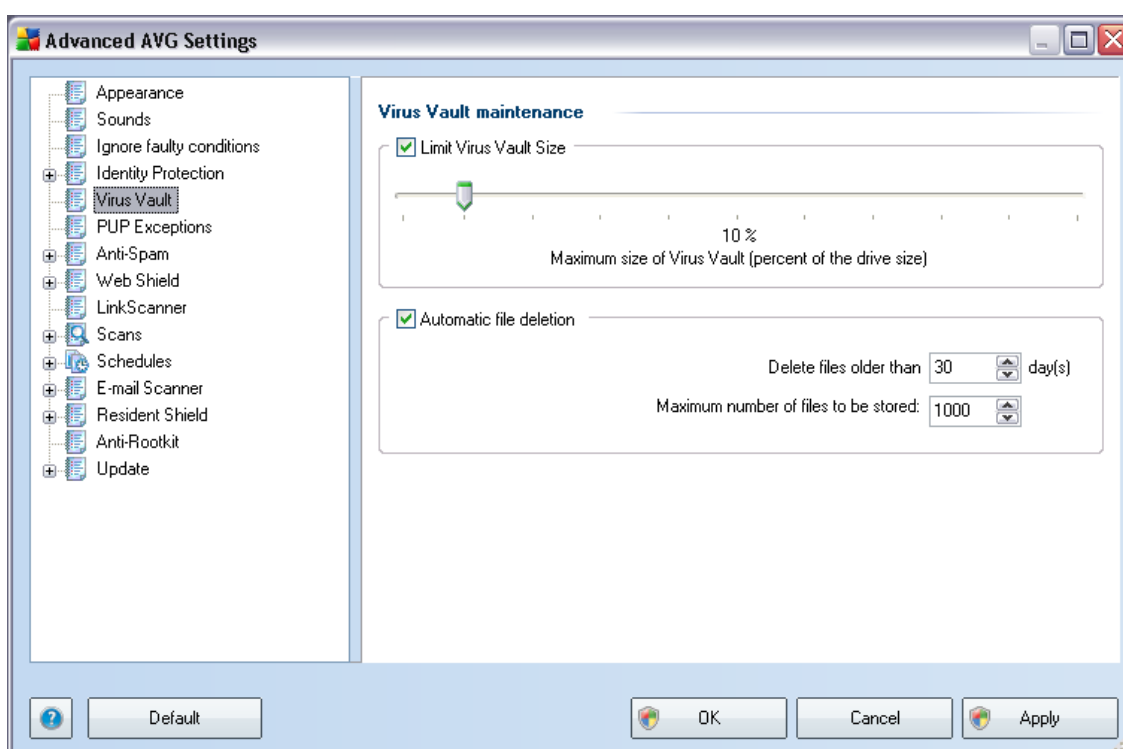 Advanced AVG Settings
Appearance
Sounds
Ignore faulty conditions
Identity Protection
Virus Vault
PUP Exceptions
Anti-Spam
Web Shield
LinkScanner
Scans
Schedules
E-mail Scanner
Resident Shield
Anti-Rootkit
Update
Virus Vault maintenance
Limit Virus Vault Size
10 %
Maximum size of Virus Vault (percent of the drive size)
Automatic file deletion
Delete files older than 30 day(s)
Maximum number of files to be stored: 1000
? Default OK Cancel Apply